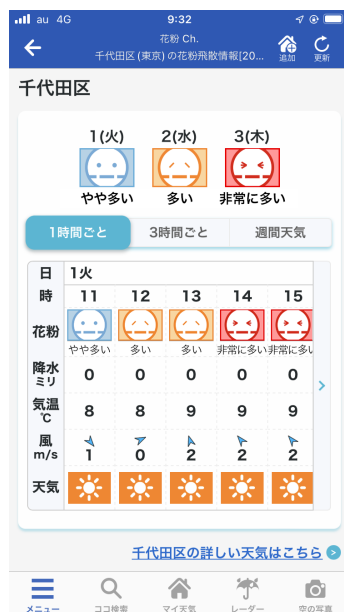 au 4G 9:32
花粉 Ch.
千代田区 (東京) の花粉飛散情報[20...
追加 更新
千代田区
1(火) 2(水) 3(木)
やや多い 多い 非常に多い
1時間ごと 3時間ごと 週間天気
日 1火
時 11 12 13 14 15
花粉 やや多い 多い 多い 非常に多い 非常に多い
降水 ミリ 0 0 0 0 0
気温 ℃ 8 8 9 9 9
風 m/s 1 0 2 2 2
天気
千代田区の詳しい天気はこちら
メニュー ココ検索 マイ天気 レーダー 空の写真